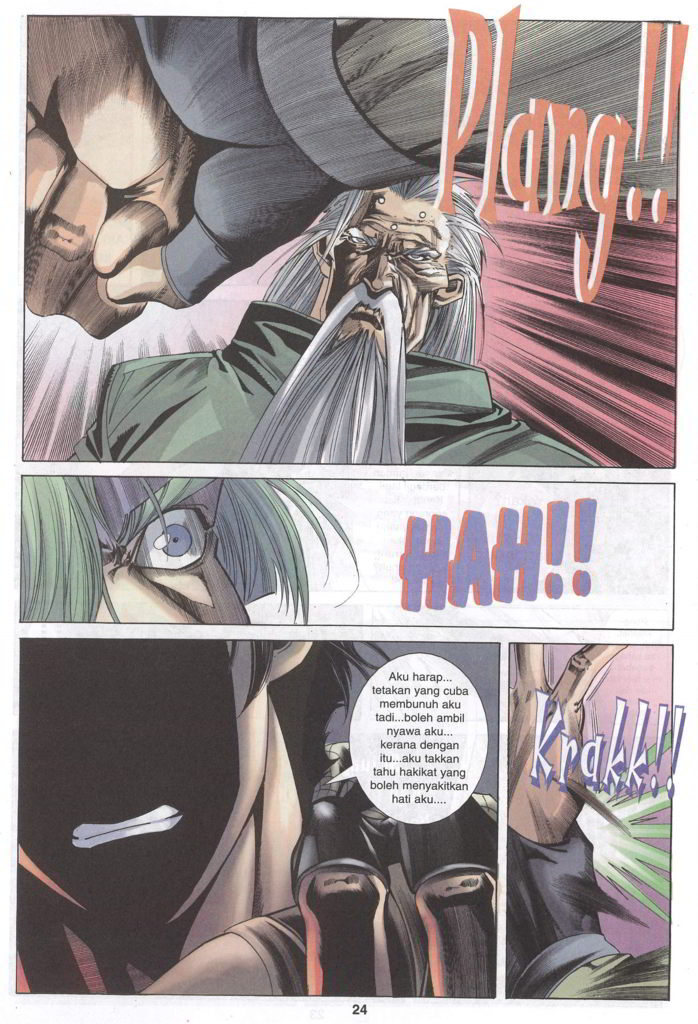 Plang!!
HAH!!
Aku harap...
tetakan yang cuba
membunuh aku
tadi...boleh ambil
nyawa aku...
kerana dengan
itu...aku takkan
tahu hakikat yang
boleh menyakitkan
hati aku....
Krakk!!
24